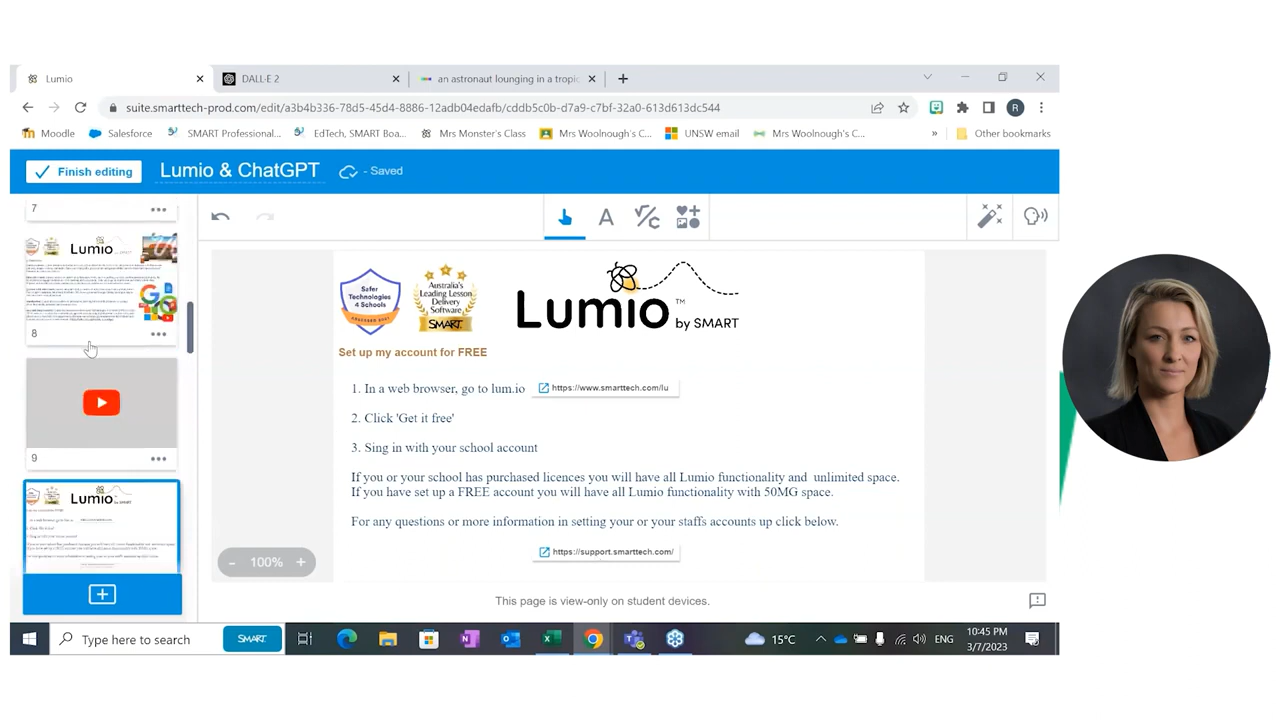 Lumio
DALL·E 2
an astronaut lounging in a tropic
suite.smarttech-prod.com/edit/a3b4b336-78d5-45d4-8886-12adb04edafb/cddb5c0b-d7a9-c7bf-32a0-613d613dc544
R
Moodle
Salesforce
SMART Professional...
EdTech, SMART Boa...
Mrs Monster's Class
Mrs Woolnough's C...
UNSW email
Mrs Woolnough's C...
»
Other bookmarks
Finish editing
Lumio & ChatGPT
- Saved
7
Lumio
8
9
Lumio
A
Safer
Technologies
4 Schools
Australia's
Leading Lesson
Delivery
Software
SMART
Lumio™
by SMART
Set up my account for FREE
1. In a web browser, go to lum.io
https://www.smarttech.com/lu
2. Click 'Get it free'
3. Sing in with your school account
If you or your school has purchased licences you will have all Lumio functionality and unlimited space.
If you have set up a FREE account you will have all Lumio functionality with 50MG space.
For any questions or more information in setting your or your staffs accounts up click below.
https://support.smarttech.com/
- 100% +
This page is view-only on student devices.
Type here to search
SMART
15°C
ENG
10:45 PM
3/7/2023